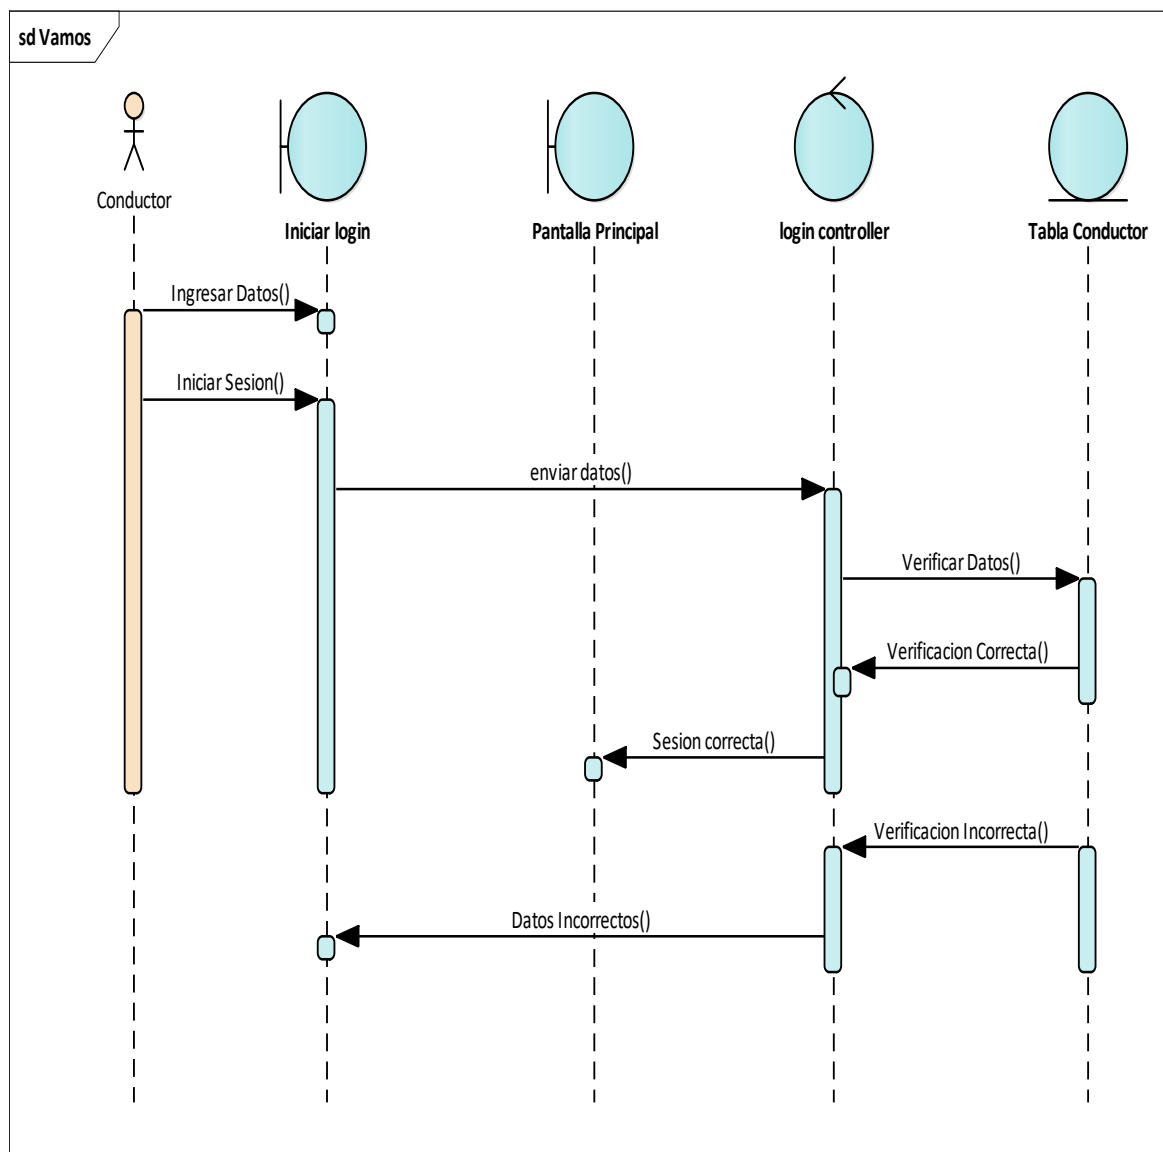 sd Vamos
Conductor
Iniciar login
Pantalla Principal
login controller
Tabla Conductor
Ingresar Datos()
Iniciar Sesion()
enviar datos()
Verificar Datos()
Verificacion Correcta()
Sesion correcta()
Verificacion Incorrecta()
Datos Incorrectos()